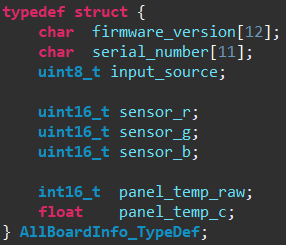 typedef struct {
    char  firmware_version[12];
    char  serial_number[11];
    uint8_t input_source;

    uint16_t sensor_r;
    uint16_t sensor_g;
    uint16_t sensor_b;

    int16_t  panel_temp_raw;
    float    panel_temp_c;
} AllBoardInfo_TypeDef;